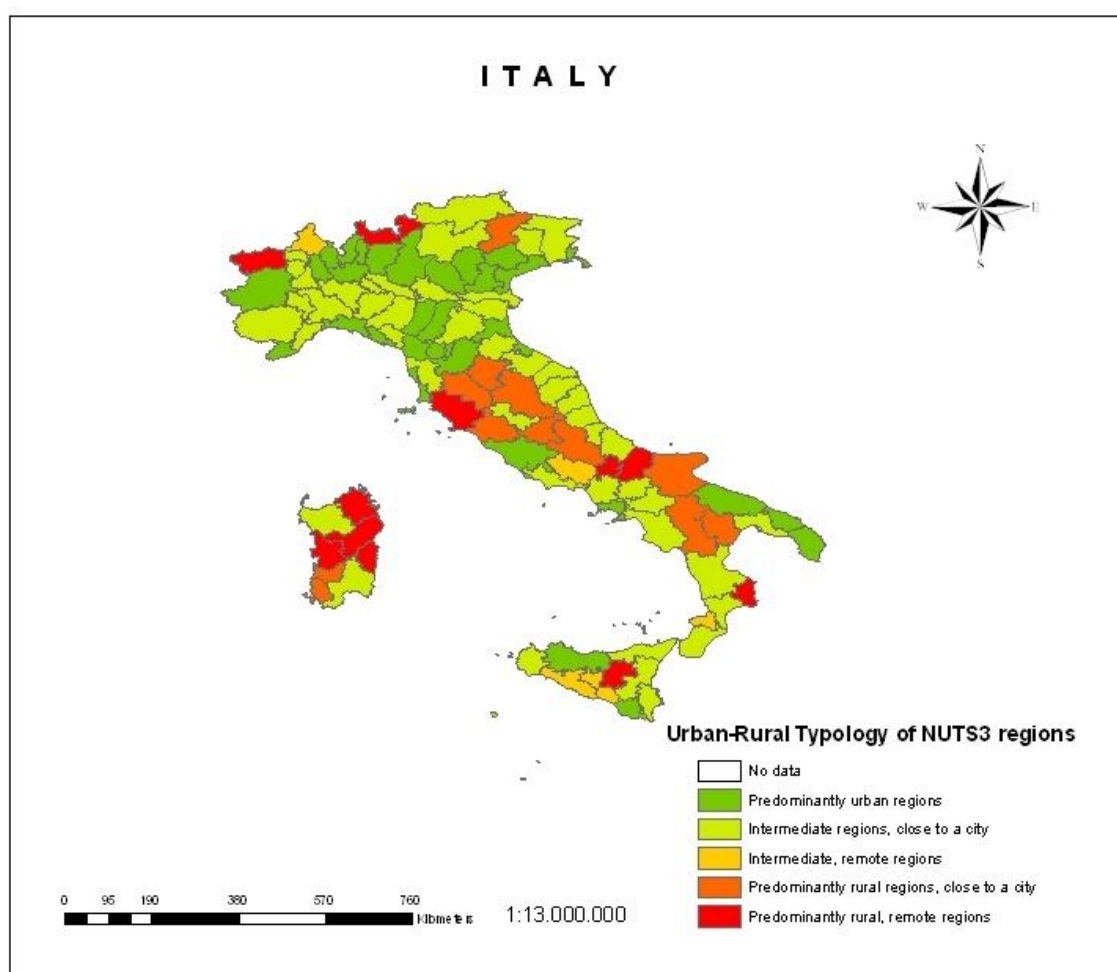 I T A L Y
N
W E
S
Urban-Rural Typology of NUTS3 regions
No data
Predominantly urban regions
Intermediate regions, close to a city
Intermediate, remote regions
Predominantly rural regions, close to a city
Predominantly rural, remote regions
0 95 190 380 570 760
Kilometers
1:13.000.000